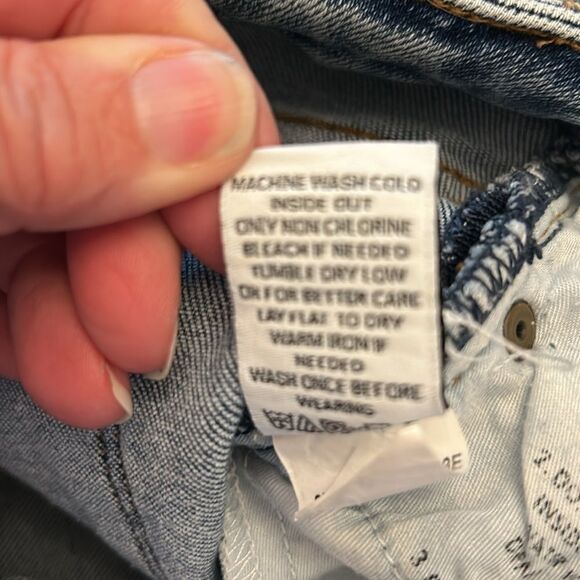 MACHINE WASH COLD
INSIDE OUT
ONLY NON CHLORINE
BLEACH IF NEEDED
TUMBLE DRY LOW
OR FOR BETTER CARE
LAY FLAT TO DRY
WARM IRON IF
NEEDED
WASH ONCE BEFORE
WEARING